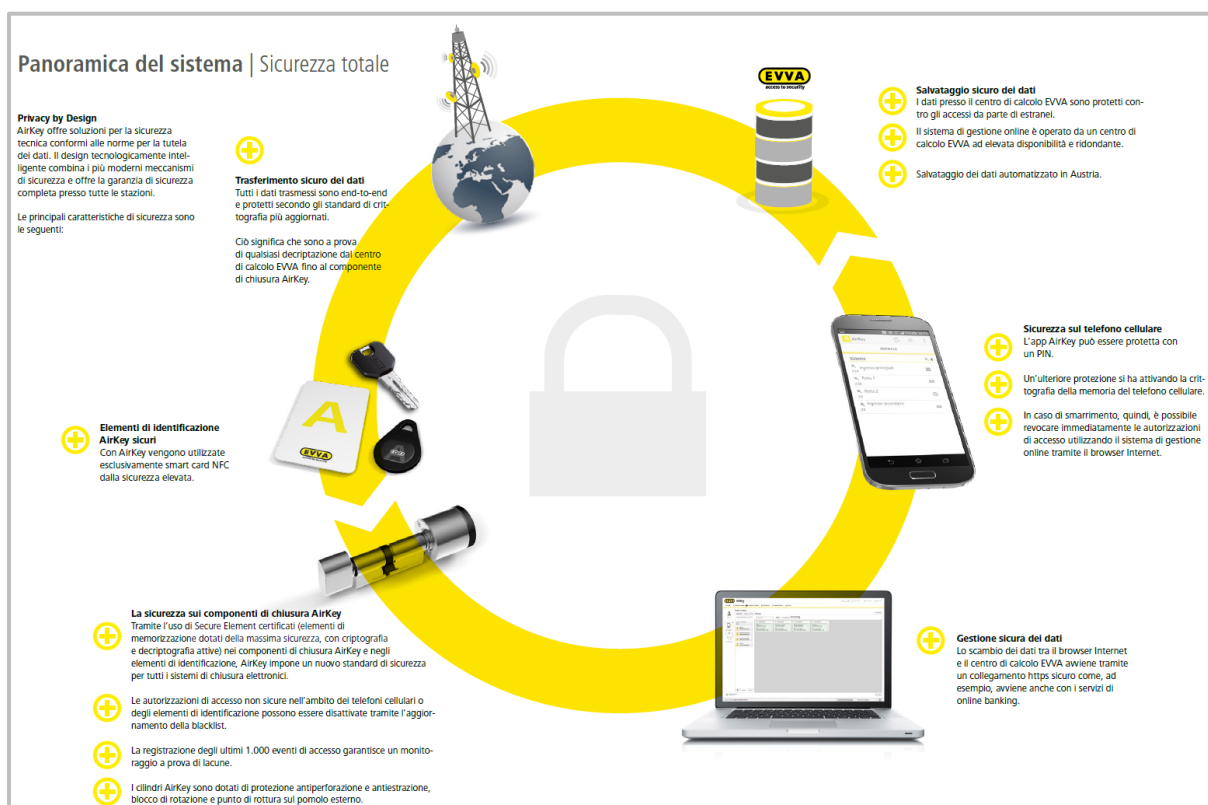 Panoramica del sistema | Sicurezza totale
Privacy by Design
AirKey offre soluzioni per la sicurezza
tecnica conformi alle norme per la tutela
dei dati. Il design tecnologicamente intel-
ligente combina i più moderni meccanismi
di sicurezza e offre la garanzia di sicurezza
completa presso tutte le stazioni.
Le principali caratteristiche di sicurezza sono
le seguenti:
Trasferimento sicuro dei dati
Tutti i dati trasmessi sono end-to-end
e protetti secondo gli standard di crit-
tografia più aggiornati.
Ciò significa che sono a prova
di qualsiasi decriptazione dal centro
di calcolo EVVA fino al componente
di chiusura AirKey.
EVVA
access to security
Salvataggio sicuro dei dati
I dati presso il centro di calcolo EVVA sono protetti con-
tro gli accessi da parte di estranei.
Il sistema di gestione online è operato da un centro di
calcolo EVVA ad elevata disponibilità e ridondante.
Salvataggio dei dati automatizzato in Austria.
AirKey
Ingresso principale
Porta 1
Porta 2
Ingresso secondario
Sicurezza sul telefono cellulare
L'app AirKey può essere protetta con
un PIN.
Un'ulteriore protezione si ha attivando la crit-
tografia della memoria del telefono cellulare.
In caso di smarrimento, quindi, è possibile
revocare immediatamente le autorizzazioni
di accesso utilizzando il sistema di gestione
online tramite il browser Internet.
A
EVVA
Elementi di identificazione
AirKey sicuri
Con AirKey vengono utilizzate
esclusivamente smart card NFC
dalla sicurezza elevata.
La sicurezza sui componenti di chiusura AirKey
Tramite l'uso di Secure Element certificati (elementi di
memorizzazione dotati della massima sicurezza, con criptografia
e decriptografia attive) nei componenti di chiusura AirKey e negli
elementi di identificazione, AirKey impone un nuovo standard di sicurezza
per tutti i sistemi di chiusura elettronici.
Le autorizzazioni di accesso non sicure nell'ambito dei telefoni cellulari o
degli elementi di identificazione possono essere disattivate tramite l'aggior-
namento della blacklist.
La registrazione degli ultimi 1.000 eventi di accesso garantisce un monito-
raggio a prova di lacune.
I cilindri AirKey sono dotati di protezione antiperforazione e antiestrazione,
blocco di rotazione e punto di rottura sul pomolo esterno.
EVVA
Gestione sicura dei dati
Lo scambio dei dati tra il browser Internet
e il centro di calcolo EVVA avviene tramite
un collegamento https sicuro come, ad
esempio, avviene anche con i servizi di
online banking.